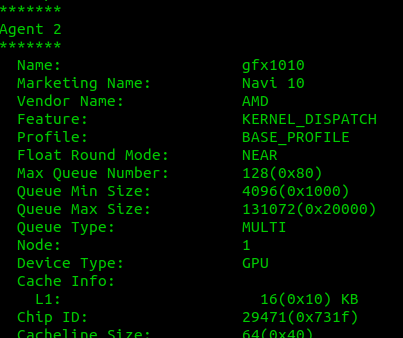 *******
Agent 2
*******
Name: gfx1010
Marketing Name: Navi 10
Vendor Name: AMD
Feature: KERNEL_DISPATCH
Profile: BASE_PROFILE
Float Round Mode: NEAR
Max Queue Number: 128(0x80)
Queue Min Size: 4096(0x1000)
Queue Max Size: 131072(0x20000)
Queue Type: MULTI
Node: 1
Device Type: GPU
Cache Info:
L1: 16(0x10) KB
Chip ID: 29471(0x731f)
Cacheline Size: 64(0x40)